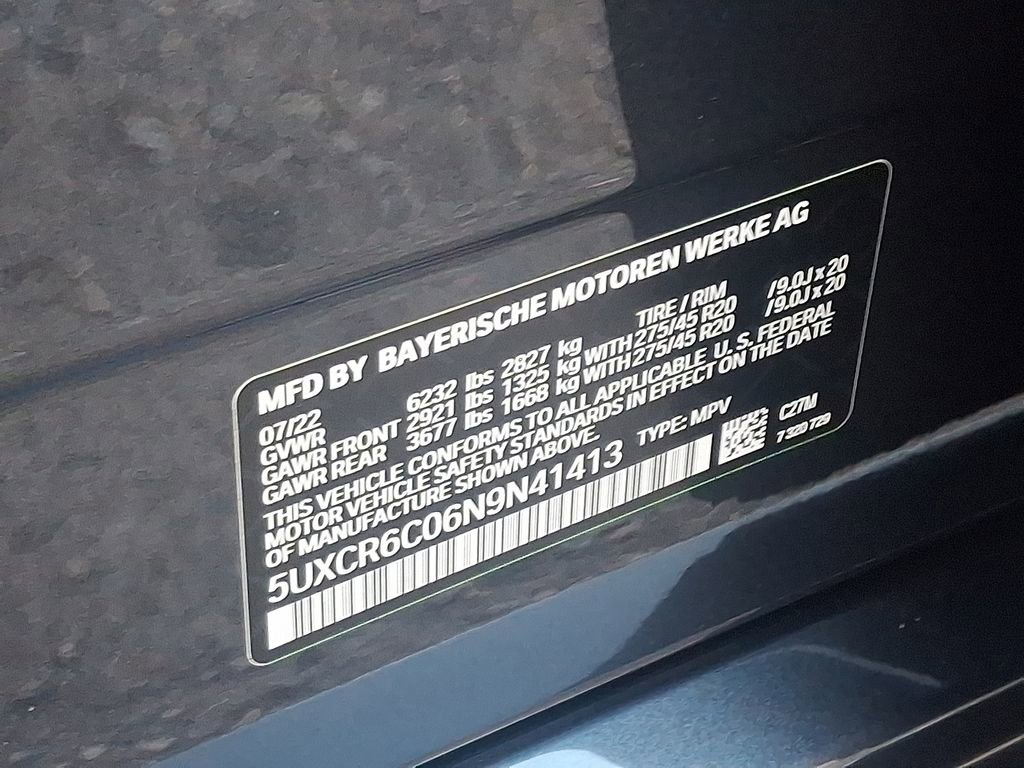 MFD BY BAYERISCHE MOTOREN WERKE AG
07/22 TIRE / RIM
GVWR 6232 lbs 2827 kg
GAWR FRONT 2921 lbs 1325 kg WITH 275/45 R20 / 9.0J x 20
GAWR REAR 3677 lbs 1668 kg WITH 275/45 R20 / 9.0J x 20
THIS VEHICLE CONFORMS TO ALL APPLICABLE U.S. FEDERAL
MOTOR VEHICLE SAFETY STANDARDS IN EFFECT ON THE DATE
OF MANUFACTURE SHOWN ABOVE.
5UXCR6C06N9N41413 TYPE: MPV C27M
7 320 729